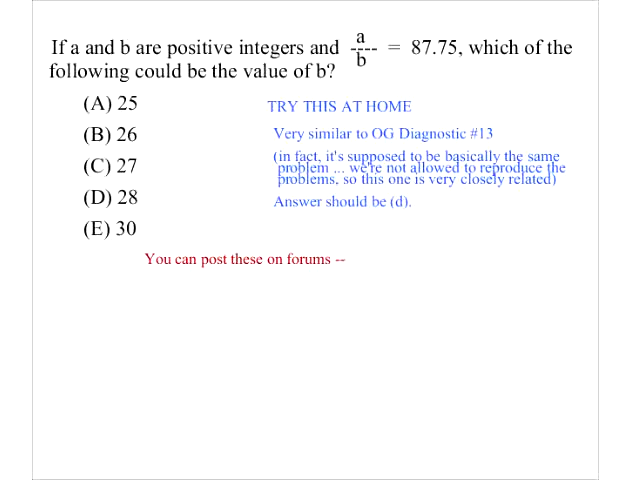 If a and b are positive integers and a/b = 87.75, which of the
following could be the value of b?
(A) 25
(B) 26
(C) 27
(D) 28
(E) 30
TRY THIS AT HOME
Very similar to OG Diagnostic #13
(in fact, it's supposed to be basically the same
problem ... we're not allowed to reproduce the
problems, so this one is very closely related)
Answer should be (d).
You can post these on forums --